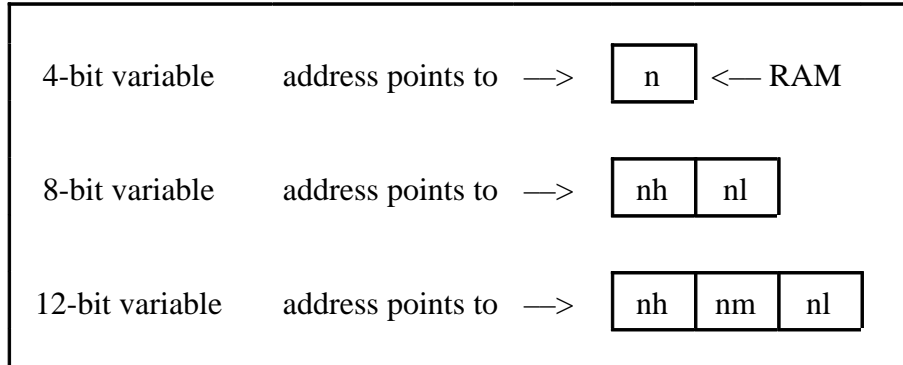 4-bit variable address points to —> n <— RAM
8-bit variable address points to —> nh nl
12-bit variable address points to —> nh nm nl